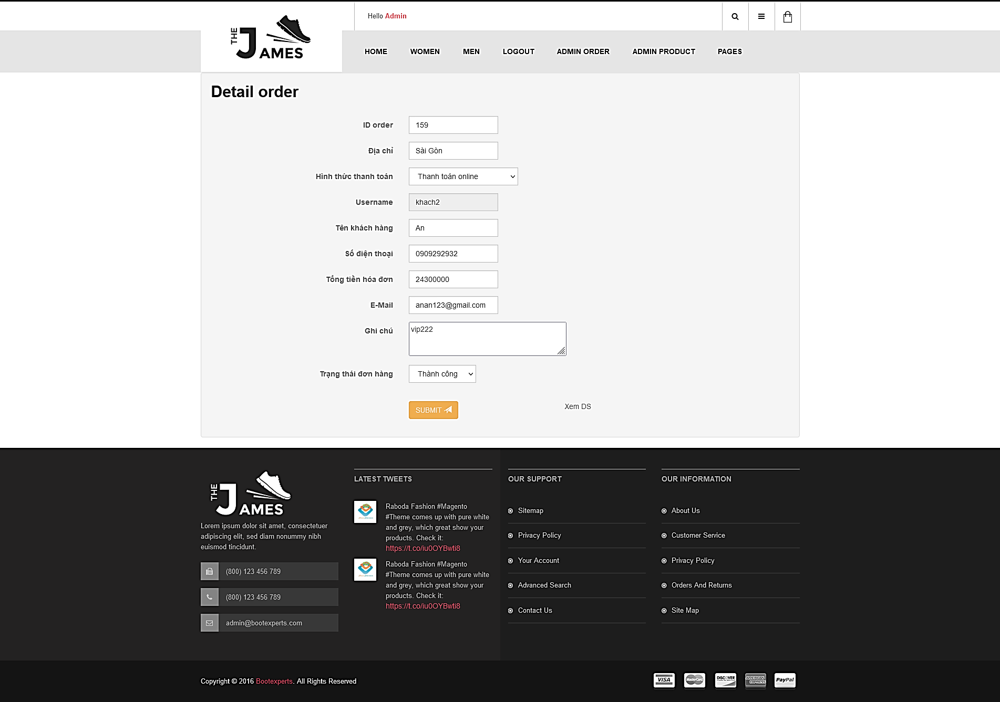 Hello Admin
THE JAMES
HOME WOMEN MEN LOGOUT ADMIN ORDER ADMIN PRODUCT PAGES
Detail order
ID order 159
Địa chỉ Sài Gòn
Hình thức thanh toán Thanh toán online
Username khach2
Tên khách hàng An
Số điện thoại 0909292932
Tổng tiền hóa đơn 24300000
E-Mail anan123@gmail.com
Ghi chú vip222
Trạng thái đơn hàng Thành công
SUBMIT Xem DS
THE JAMES
Lorem ipsum dolor sit amet, consectetuer
adipiscing elit, sed diam nonummy nibh
euismod tincidunt.
(800) 123 456 789
(800) 123 456 789
admin@bootexperts.com
LATEST TWEETS
Raboda Fashion #Magento
#Theme comes up with pure white
and grey, which great show your
products. Check it:
https://t.co/iu0OYBwti8
Raboda Fashion #Magento
#Theme comes up with pure white
and grey, which great show your
products. Check it:
https://t.co/iu0OYBwti8
OUR SUPPORT
Sitemap
Privacy Policy
Your Account
Advanced Search
Contact Us
OUR INFORMATION
About Us
Customer Service
Privacy Policy
Orders And Returns
Site Map
Copyright © 2016 Bootexperts. All Rights Reserved
VISA MasterCard DISCOVER AMERICAN EXPRESS PayPal